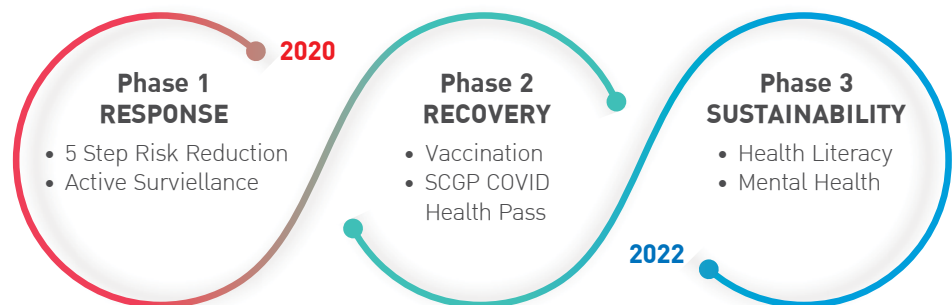 2020
Phase 1
RESPONSE
• 5 Step Risk Reduction
• Active Surviellance
Phase 2
RECOVERY
• Vaccination
• SCGP COVID
Health Pass
Phase 3
SUSTAINABILITY
• Health Literacy
• Mental Health
2022